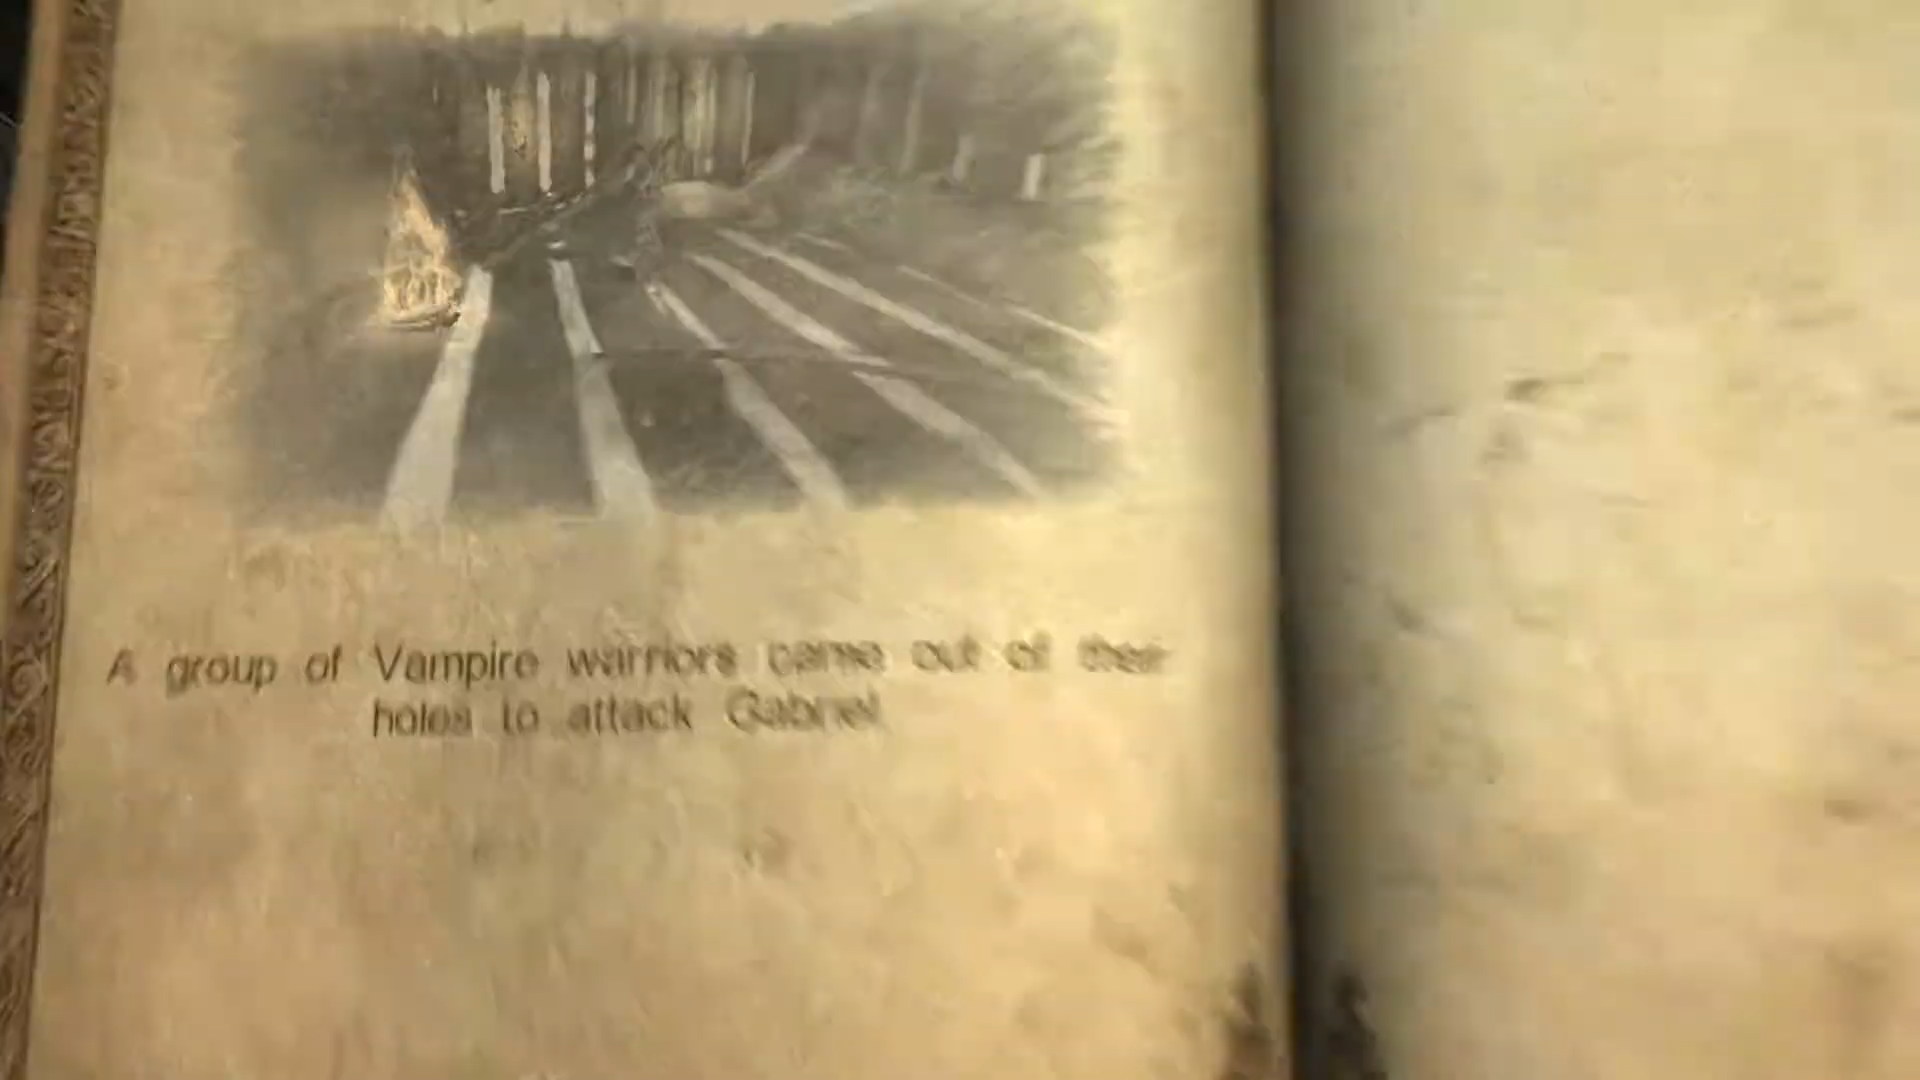 A group of Vampire warriors came out of their
holes to attack Gabriel